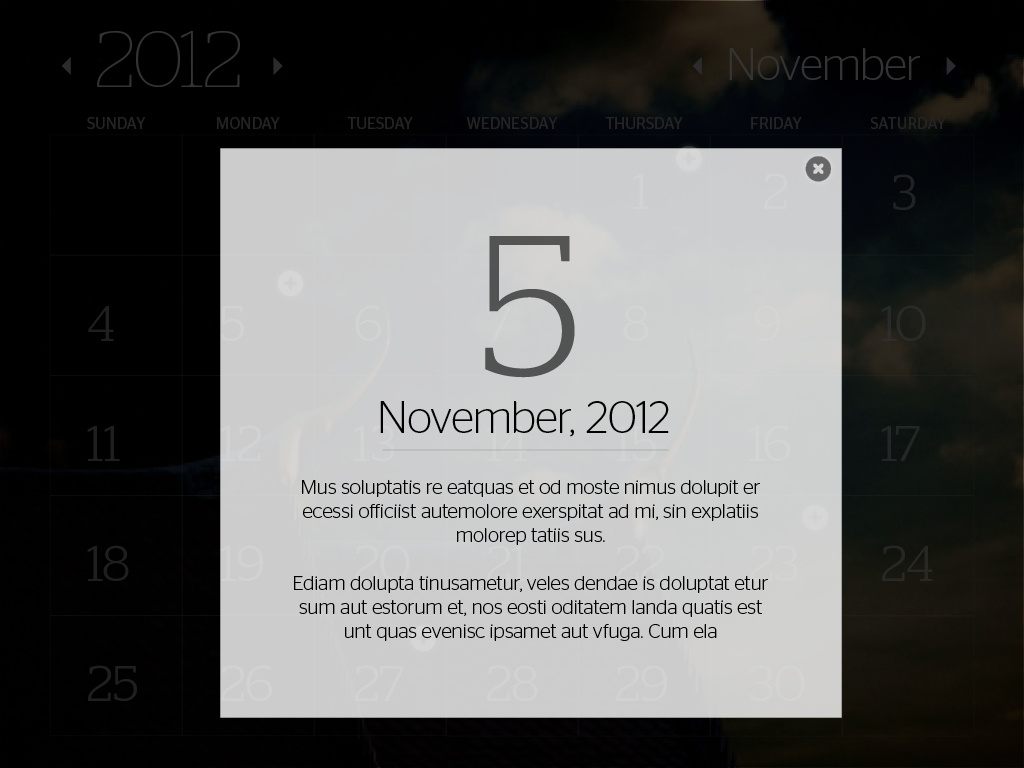 2012 November
SUNDAY MONDAY TUESDAY WEDNESDAY THURSDAY FRIDAY SATURDAY
1 2 3
5
4 5 6 7 8 9 10
November, 2012
11 12 13 14 15 16 17
Mus soluptatis re eatquas et od moste nimus dolupit er
ecessi officiist autemolore exerspitat ad mi, sin explatiis
molorep tatiis sus.
18 19 20 21 22 23 24
Ediam dolupta tinusametur, veles dendae is doluptat etur
sum aut estorum et, nos eosti oditatem landa quatis est
unt quas evenisc ipsamet aut vfuga. Cum ela
25 26 27 28 29 30